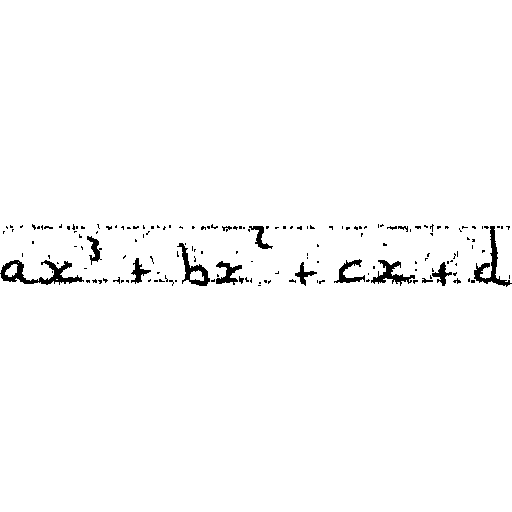 ax³ + bx² + cx + d